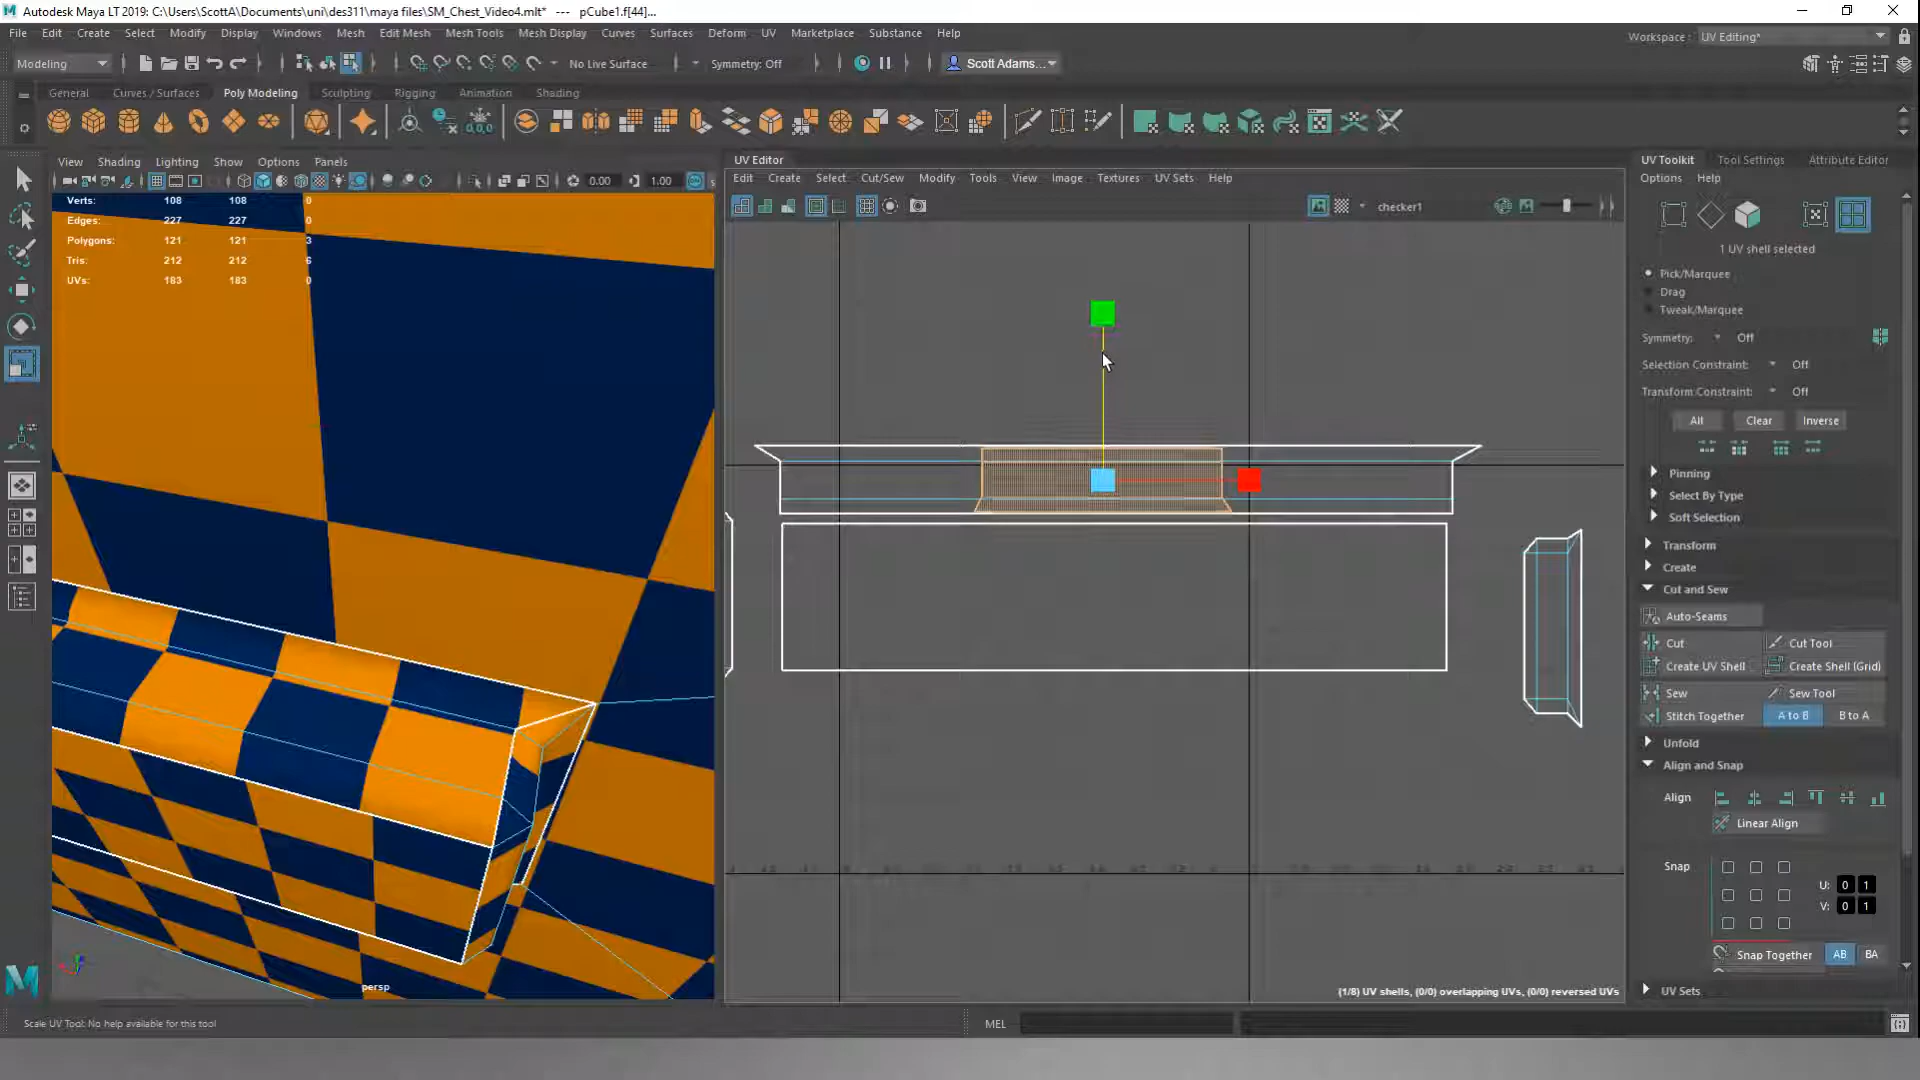 Autodesk Maya LT 2019: C:\Users\ScottA\Documents\uni\des311\maya files\SM_Chest_Video4.mlt*   ---   pCube1.f[44]...
File Edit Create Select Modify Display Windows Mesh Edit Mesh Mesh Tools Mesh Display Curves Surfaces Deform UV Marketplace Substance Help
Workspace : UV Editing*
Modeling No Live Surface Symmetry: Off Scott Adams...
General Curves / Surfaces Poly Modeling Sculpting Rigging Animation Shading
0,0,0
View Shading Lighting Show Options Panels
0.00 1.00
Verts: 108 108 0
Edges: 227 227 0
Polygons: 121 121 3
Tris: 212 212 6
UVs: 183 183 0
persp
UV Editor
Edit Create Select Cut/Sew Modify Tools View Image Textures UV Sets Help
checker1
(1/8) UV shells, (0/0) overlapping UVs, (0/0) reversed UVs
UV Toolkit Tool Settings Attribute Editor
Options Help
1 UV shell selected
Pick/Marquee
Drag
Tweak/Marquee
Symmetry: Off
Selection Constraint: Off
Transform Constraint: Off
All Clear Inverse
Pinning
Select By Type
Soft Selection
Transform
Create
Cut and Sew
Auto-Seams
Cut Cut Tool
Create UV Shell Create Shell (Grid)
Sew Sew Tool
Stitch Together A to B B to A
Unfold
Align and Snap
Align
Linear Align
Snap
U: 0 1
V: 0 1
Snap Together AB BA
UV Sets
Scale UV Tool: No help available for this tool
MEL